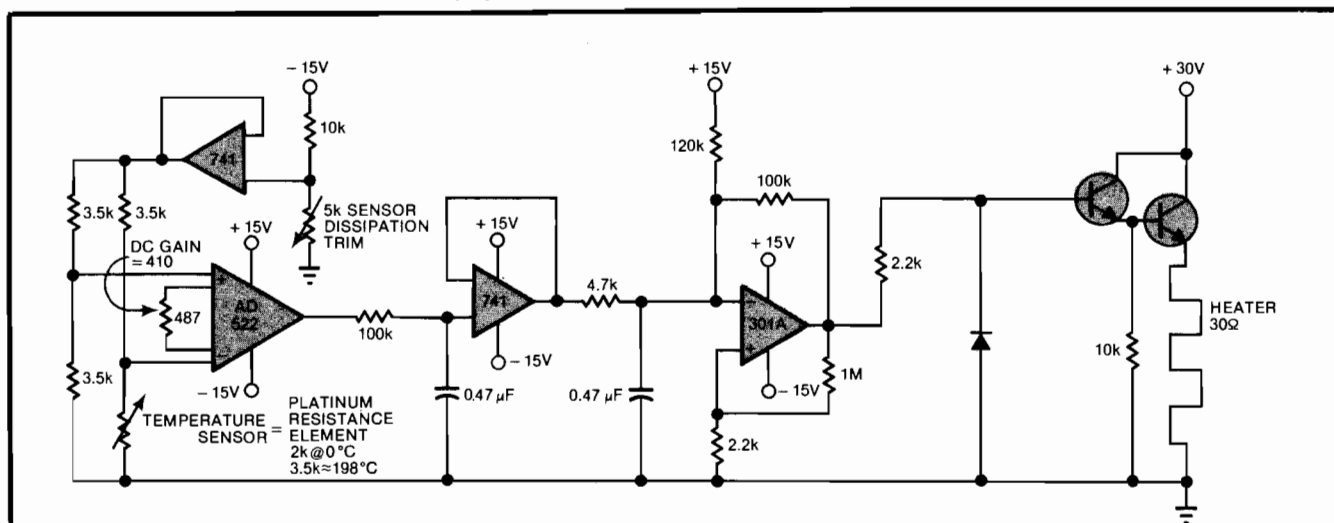 - 15V
10k
741
3.5k
3.5k
5k SENSOR
DISSIPATION
TRIM
DC GAIN
= 410
+ 15V
+
487
AD
522
-
- 15V
3.5k
TEMPERATURE
SENSOR
=
PLATINUM
RESISTANCE
ELEMENT
2k@0°C
3.5k≈198°C
100k
+ 15V
741
- 15V
0.47 µF
4.7k
0.47 µF
+ 15V
120k
100k
+ 15V
-
301A
+
- 15V
1M
2.2k
2.2k
+ 30V
10k
HEATER
30Ω